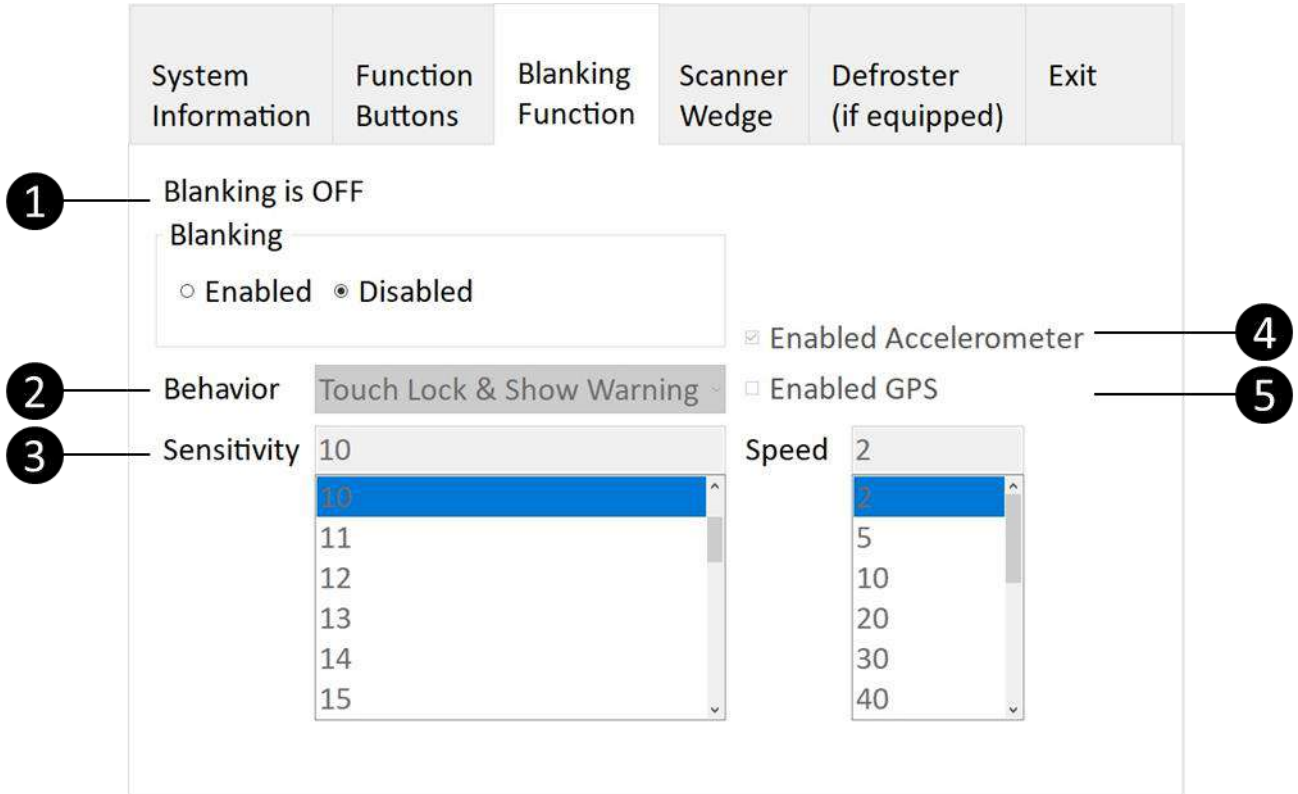 System Information
Function Buttons
Blanking Function
Scanner Wedge
Defroster (if equipped)
Exit
1
Blanking is OFF
Blanking
Enabled
Disabled
Enabled Accelerometer
4
2
Behavior
Touch Lock & Show Warning
Enabled GPS
5
3
Sensitivity
10
Speed
2
10
11
12
13
14
15
2
5
10
20
30
40